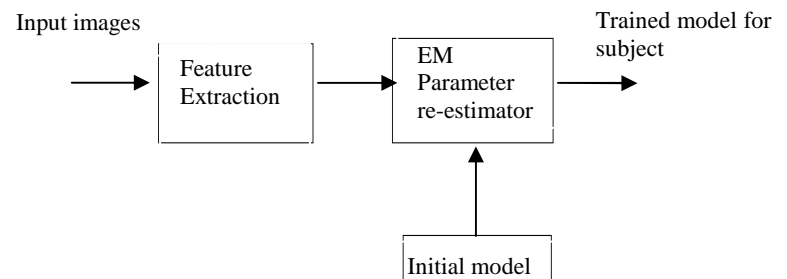 Input images
Feature
Extraction
EM
Parameter
re-estimator
Trained model for
subject
Initial model